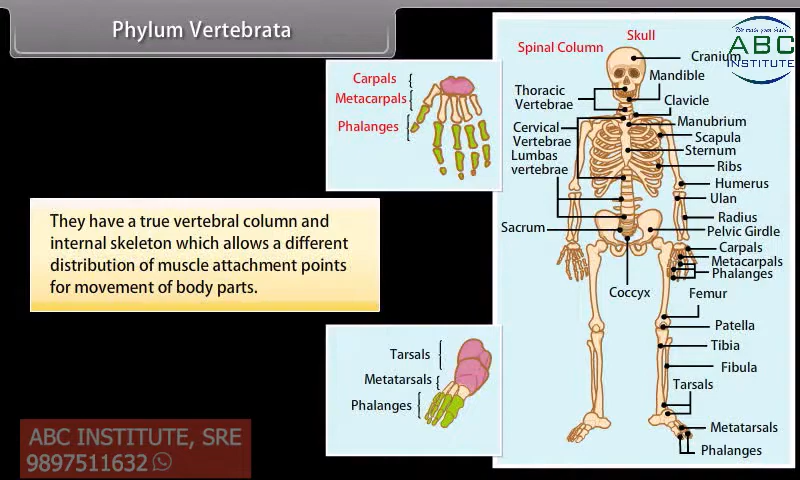 Phylum Vertebrata
They have a true vertebral column and
internal skeleton which allows a different
distribution of muscle attachment points
for movement of body parts.
Carpals
Metacarpals
Phalanges
Tarsals
Metatarsals
Phalanges
Skull
Spinal Column
Cranium
Mandible
Thoracic
Vertebrae
Clavicle
Manubrium
Cervical
Vertebrae
Scapula
Sternum
Lumbas
vertebrae
Ribs
Humerus
Ulan
Radius
Sacrum
Pelvic Girdle
Carpals
Metacarpals
Phalanges
Coccyx
Femur
Patella
Tibia
Fibula
Tarsals
Metatarsals
Phalanges
ABC
INSTITUTE
ABC INSTITUTE, SRE
9897511632